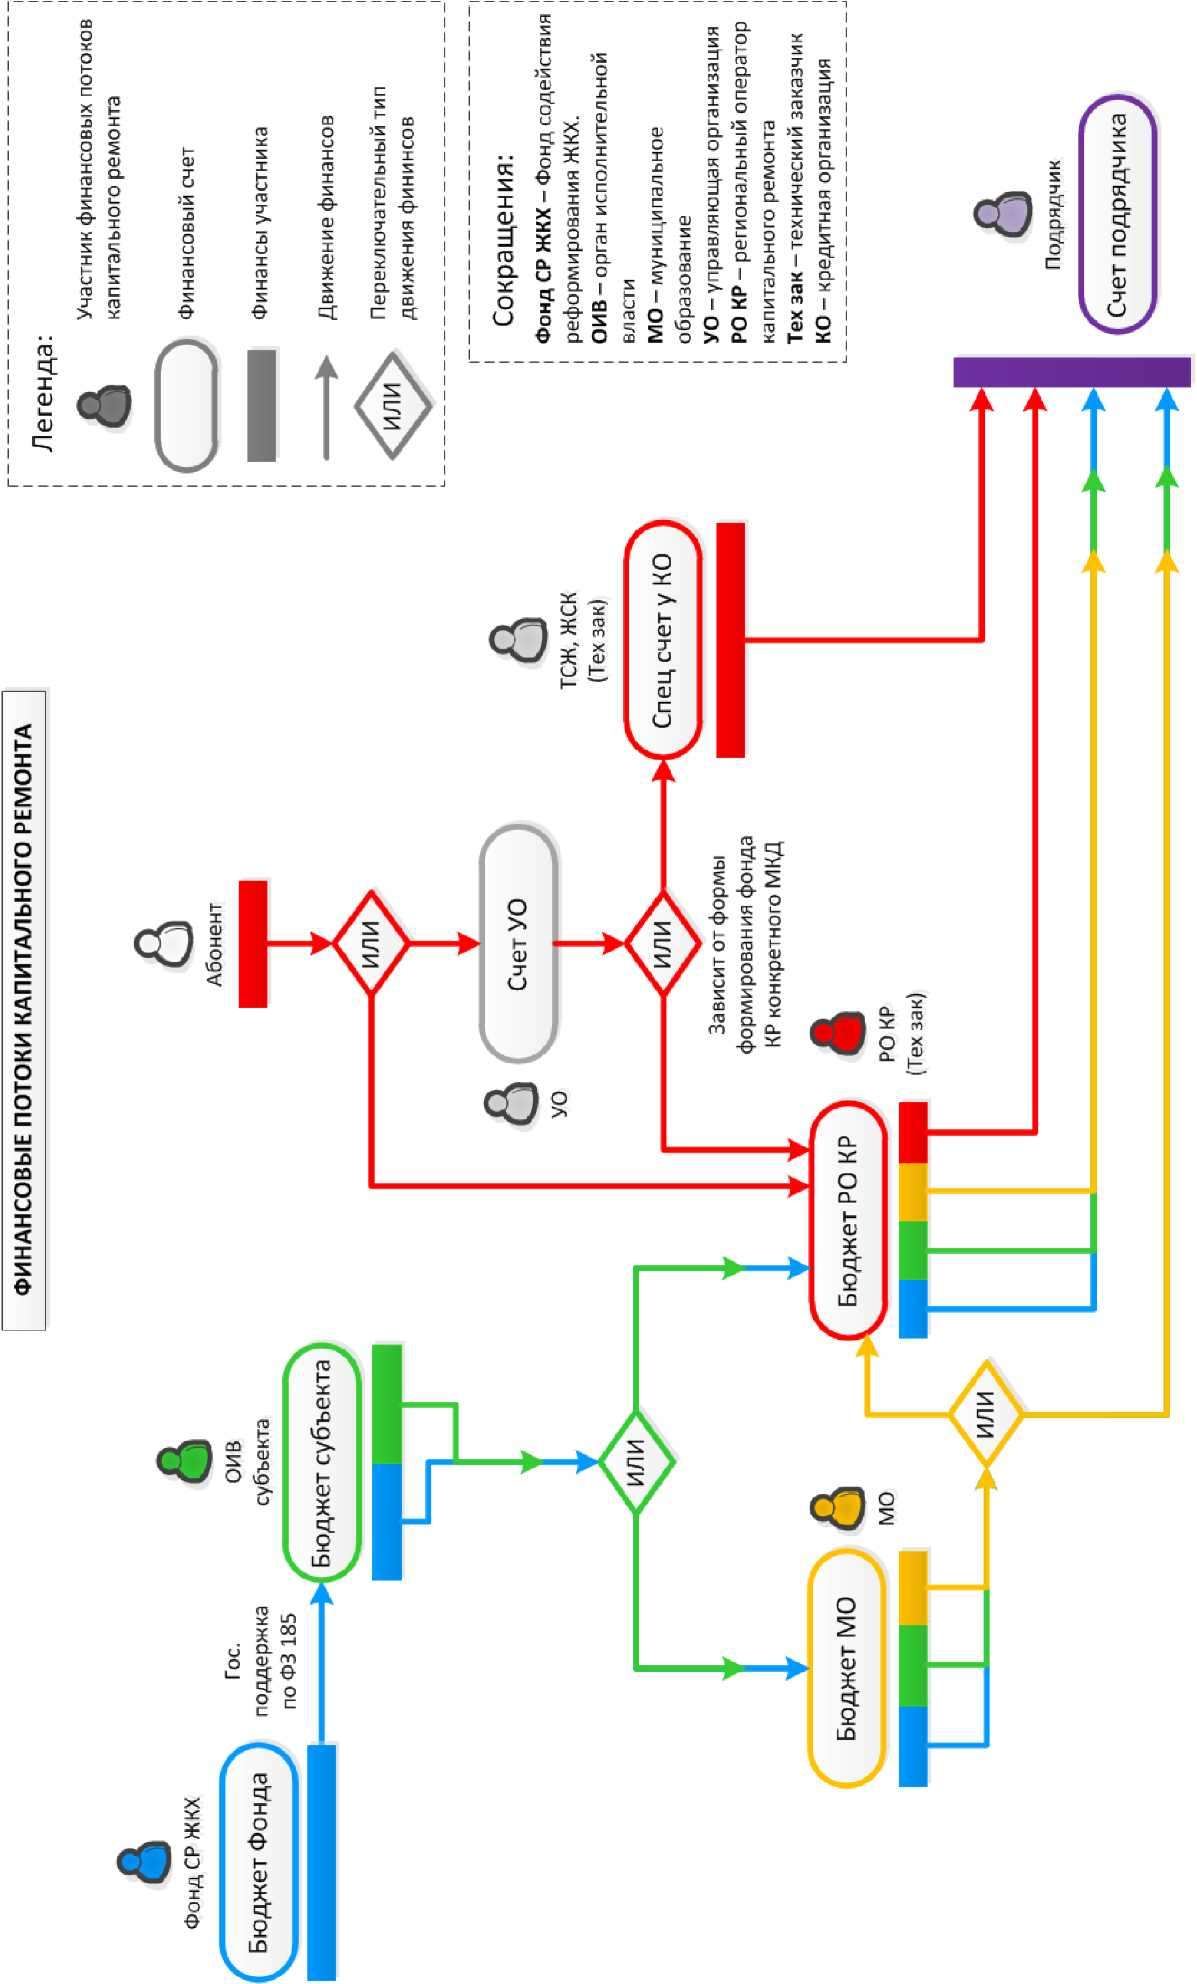 ФИНАНСОВЫЕ ПОТОКИ КАПИТАЛЬНОГО РЕМОНТА
Легенда:
Участник финансовых потоков
капитального ремонта
Финансовый счет
Финансы участника
Движение финансов
ИЛИ
Переключательный тип
движения фининсов
Сокращения:
Фонд СР ЖКХ – Фонд содействия
реформирования ЖКХ.
ОИВ – орган исполнительной
власти
МО – муниципальное
образование
УО – управляющая организация
РО КР – региональный оператор
капитального ремонта
Тех зак – технический заказчик
КО – кредитная организация
Фонд СР ЖКХ
Бюджет Фонда
Гос.
поддержка
по ФЗ 185
ОИВ
субъекта
Бюджет субъекта
ИЛИ
Абонент
ИЛИ
УО
Счет УО
ИЛИ
Зависит от формы
формирования фонда
КР конкретного МКД
ТСЖ, ЖСК
(Тех зак)
Спец счет у КО
МО
Бюджет МО
ИЛИ
РО КР
(Тех зак)
Бюджет РО КР
Подрядчик
Счет подрядчика